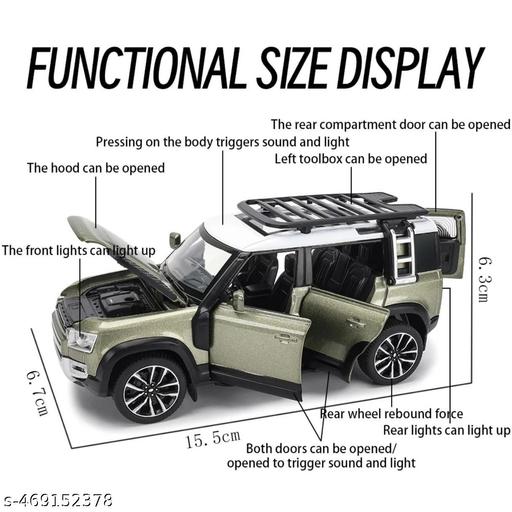 FUNCTIONAL SIZE DISPLAY
The rear compartment door can be opened
Pressing on the body triggers sound and light
Left toolbox can be opened
The hood can be opened
The front lights can light up
6.3cm
6.7cm
15.5cm
Rear wheel rebound force
Rear lights can light up
Both doors can be opened/
opened to trigger sound and light
s-469152378